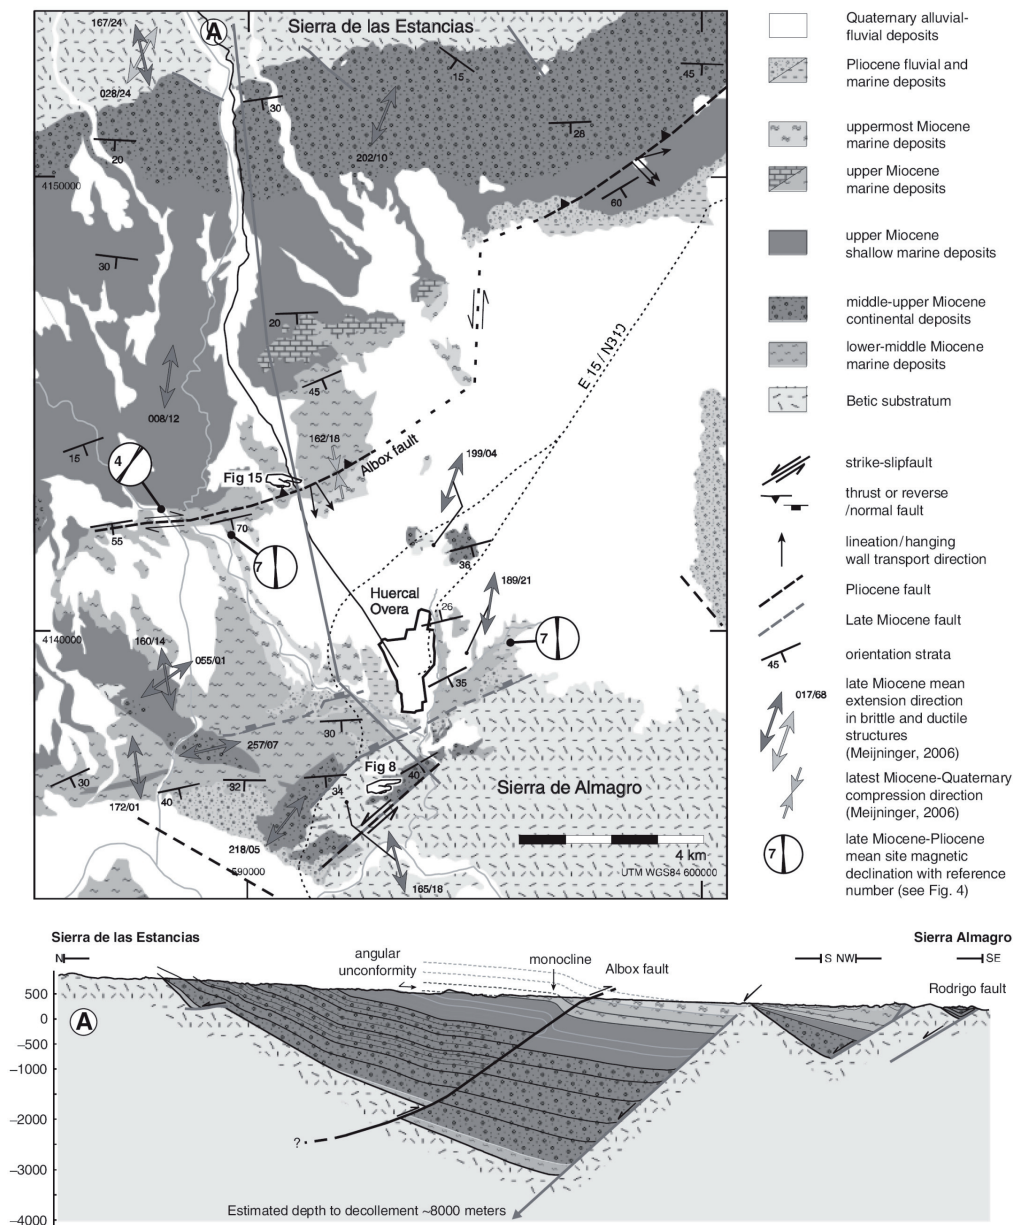 167/24
A
Sierra de las Estancias
15
45
028/24
30
20
202/10
28
4150000
60
30
20
E 15 / N310
45
008/12
162/18
Albox fault
15
4
199/04
Fig 15
55
70
7
36
189/21
Huercal
Overa
26
7
4140000
160/14
055/01
35
30
257/07
Fig 8
40
30
32
34
Sierra de Almagro
172/01
40
218/05
4 km
590000
165/18
UTM WGS84 600000
Quaternary alluvial-
fluvial deposits
Pliocene fluvial and
marine deposits
uppermost Miocene
marine deposits
upper Miocene
marine deposits
upper Miocene
shallow marine deposits
middle-upper Miocene
continental deposits
lower-middle Miocene
marine deposits
Betic substratum
strike-slipfault
thrust or reverse
/normal fault
lineation/hanging
wall transport direction
Pliocene fault
Late Miocene fault
45
orientation strata
017/68
late Miocene mean
extension direction
in brittle and ductile
structures
(Meijninger, 2006)
latest Miocene-Quaternary
compression direction
(Meijninger, 2006)
7
late Miocene-Pliocene
mean site magnetic
declination with reference
number (see Fig. 4)
Sierra de las Estancias
Sierra Almagro
N
angular
unconformity
monocline
Albox fault
S NW
SE
Rodrigo fault
A
500
0
–500
–1000
–2000
–3000
–4000
?
Estimated depth to decollement ~8000 meters